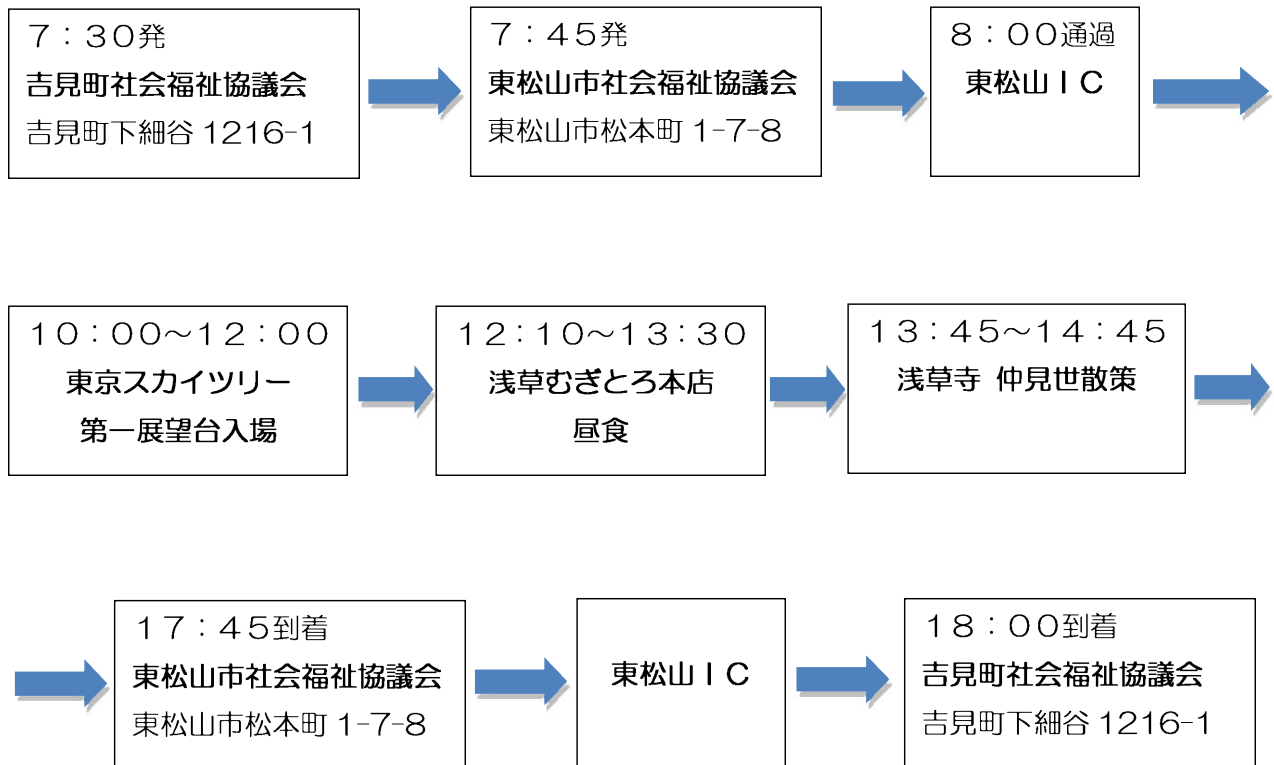 ７：３０発
吉見町社会福祉協議会
吉見町下細谷 1216-1
７：４５発
東松山市社会福祉協議会
東松山市松本町 1-7-8
８：００通過
東松山ＩＣ
１０：００～１２：００
東京スカイツリー
第一展望台入場
１２：１０～１３：３０
浅草むぎとろ本店
昼食
１３：４５～１４：４５
浅草寺 仲見世散策
１７：４５到着
東松山市社会福祉協議会
東松山市松本町 1-7-8
東松山ＩＣ
１８：００到着
吉見町社会福祉協議会
吉見町下細谷 1216-1